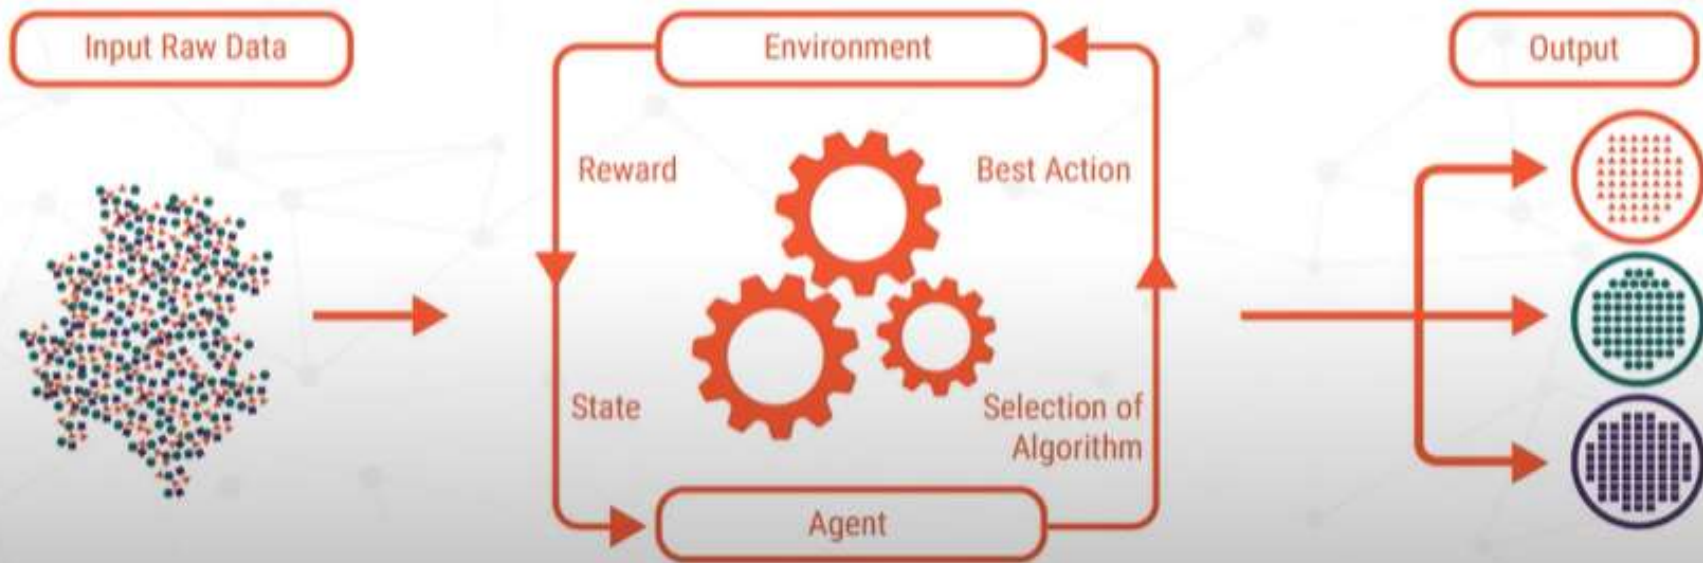 Input Raw Data
Environment
Output
Reward
Best Action
State
Selection of
Algorithm
Agent